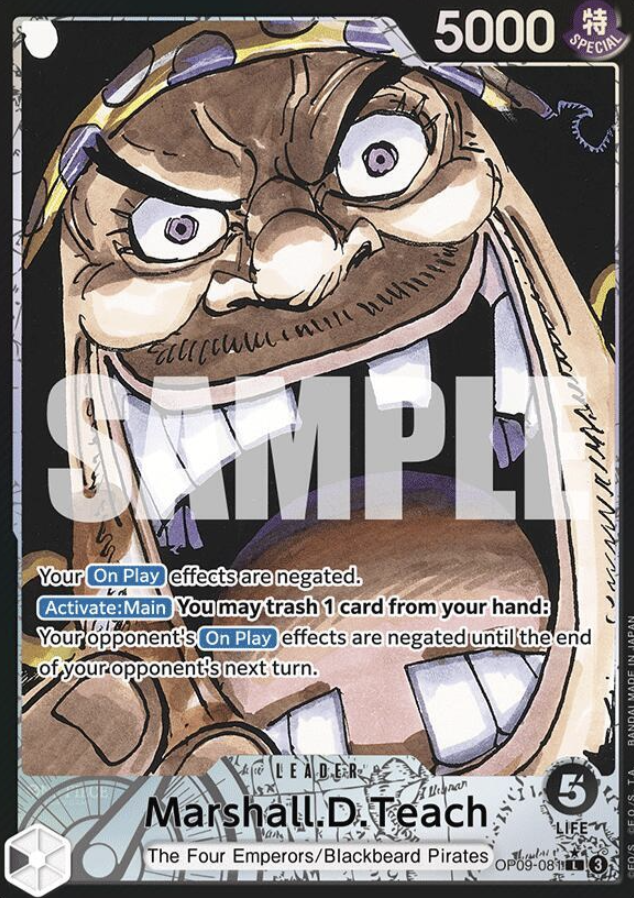 5000
特
SPECIAL
SAMPLE
Your On Play effects are negated.
Activate:Main You may trash 1 card from your hand:
Your opponent's On Play effects are negated until the end
of your opponent's next turn.
LEADER
Marshall.D.Teach
5
LIFE
The Four Emperors/Blackbeard Pirates
OP09-081 L 3
BANDAI MADE IN JAPAN